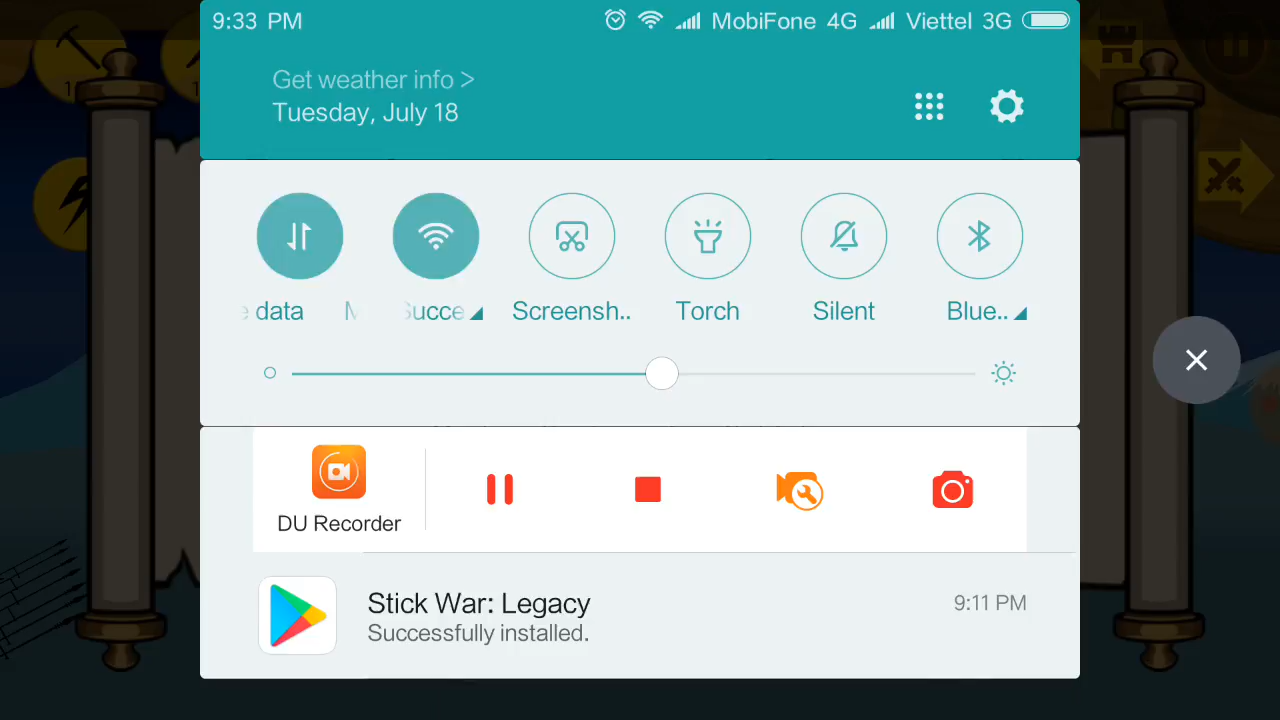 9:33 PM MobiFone 4G Viettel 3G
Get weather info >
Tuesday, July 18
data
Succe
Screensh..
Torch
Silent
Blue..
DU Recorder
Stick War: Legacy 9:11 PM
Successfully installed.